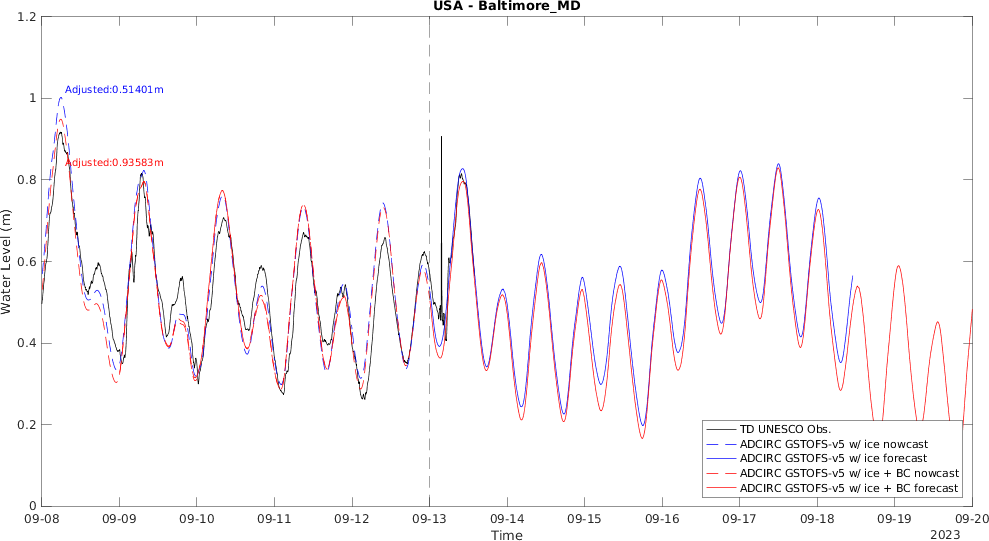 USA - Baltimore_MD
1.2
1
0.8
0.6
0.4
0.2
0
Water Level (m)
Adjusted:0.51401m
Adjusted:0.93583m
TD UNESCO Obs.
ADCIRC GSTOFS-v5 w/ ice nowcast
ADCIRC GSTOFS-v5 w/ ice forecast
ADCIRC GSTOFS-v5 w/ ice + BC nowcast
ADCIRC GSTOFS-v5 w/ ice + BC forecast
09-08 09-09 09-10 09-11 09-12 09-13 09-14 09-15 09-16 09-17 09-18 09-19 09-20
Time
2023